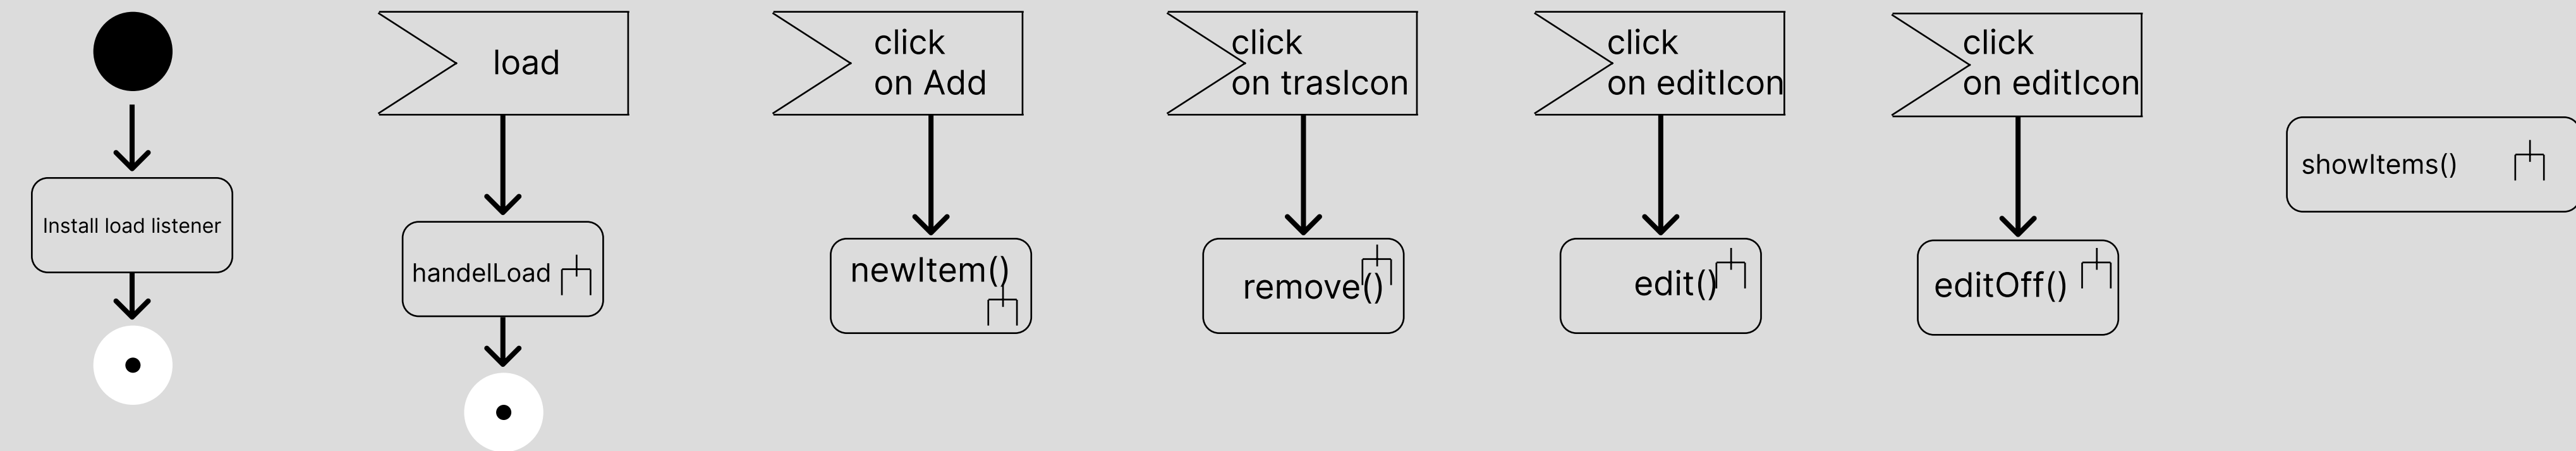 Install load listener
load
handelLoad
click
on Add
newItem()
click
on trasIcon
remove()
click
on editIcon
edit()
click
on editIcon
editOff()
showItems()